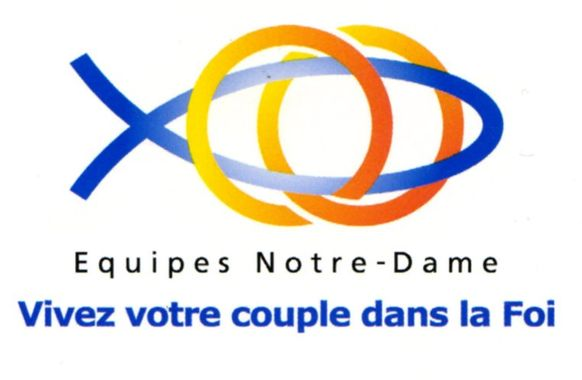 Equipes Notre-Dame
Vivez votre couple dans la Foi